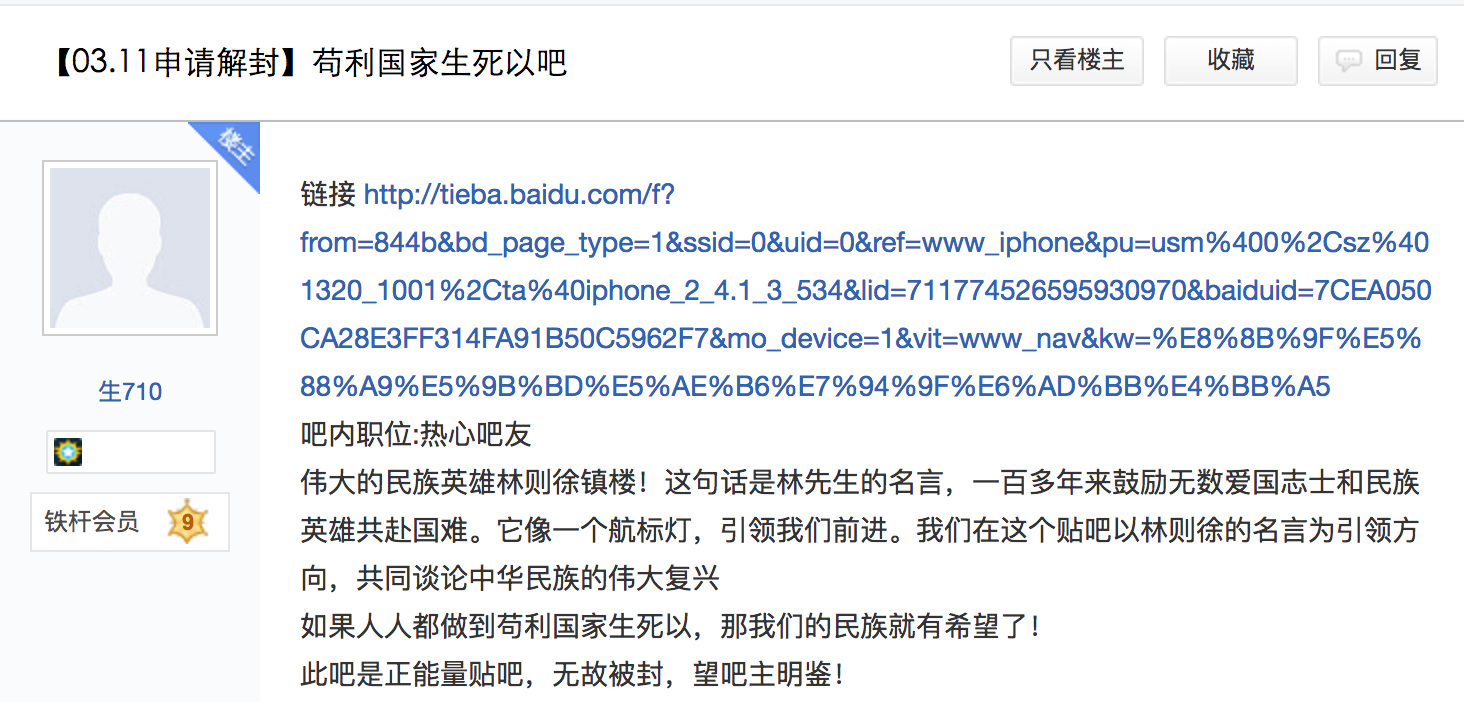 【03.11申请解封】苟利国家生死以吧
只看楼主
收藏
回复
楼主
生710
铁杆会员 9
链接 http://tieba.baidu.com/f?
from=844b&bd_page_type=1&ssid=0&uid=0&ref=www_iphone&pu=usm%400%2Csz%40
1320_1001%2Cta%40iphone_2_4.1_3_534&lid=7117745265959309​70&baiduid=7CEA050
CA28E3FF314FA91B50C5962F7&mo_device=1&vit=www_nav&kw=%E8%8B%9F%E5%
88%A9%E5%9B%BD%E5%AE%B6%E7%94%9F%E6%AD%BB%E4%BB%A5
吧内职位:热心吧友
伟大的民族英雄林则徐镇楼！这句话是林先生的名言，一百多年来鼓励无数爱国志士和民族
英雄共赴国难。它像一个航标灯，引领我们前进。我们在这个贴吧以林则徐的名言为引领方
向，共同谈论中华民族的伟大复兴
如果人人都做到苟利国家生死以，那我们的民族就有希望了！
此吧是正能量贴吧，无故被封，望吧主明鉴！